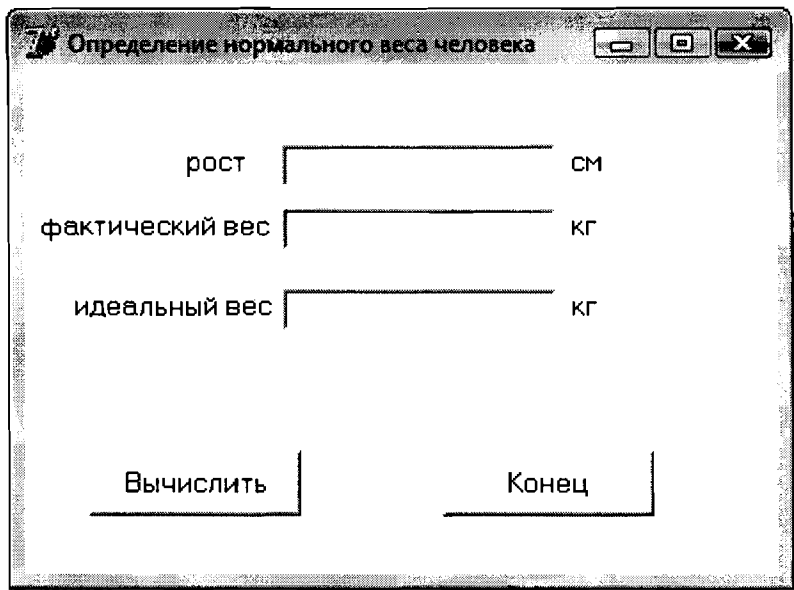 Определение нормального веса человека
рост см
фактический вес кг
идеальный вес кг
Вычислить Конец